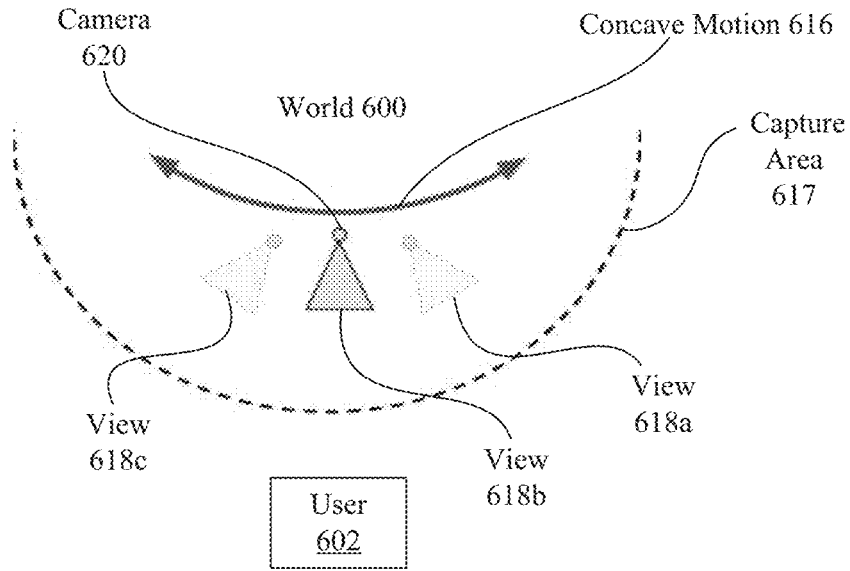 Camera
620
Concave Motion 616
World 600
Capture
Area
617
View
618a
View
618c
View
618b
User
602